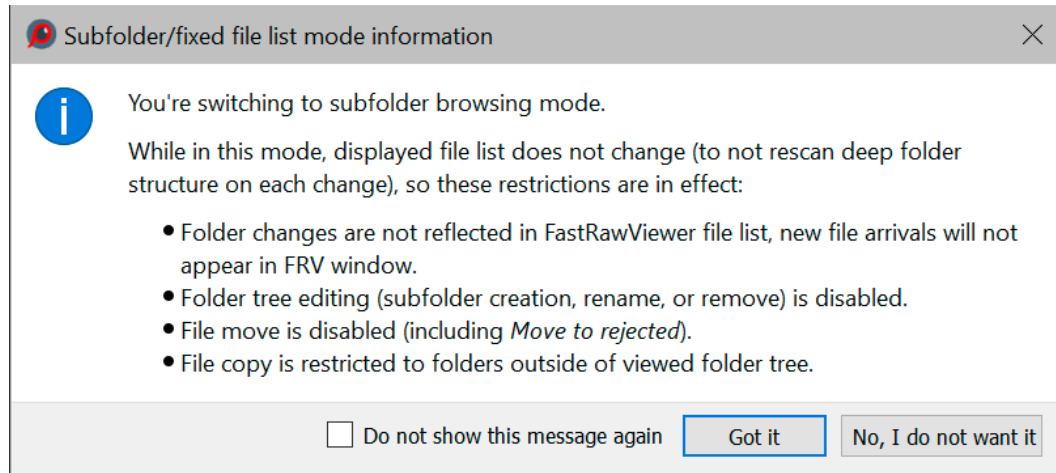 Subfolder/fixed file list mode information
You're switching to subfolder browsing mode.
While in this mode, displayed file list does not change (to not rescan deep folder
structure on each change), so these restrictions are in effect:
● Folder changes are not reflected in FastRawViewer file list, new file arrivals will not
appear in FRV window.
● Folder tree editing (subfolder creation, rename, or remove) is disabled.
● File move is disabled (including Move to rejected).
● File copy is restricted to folders outside of viewed folder tree.
Do not show this message again
Got it
No, I do not want it